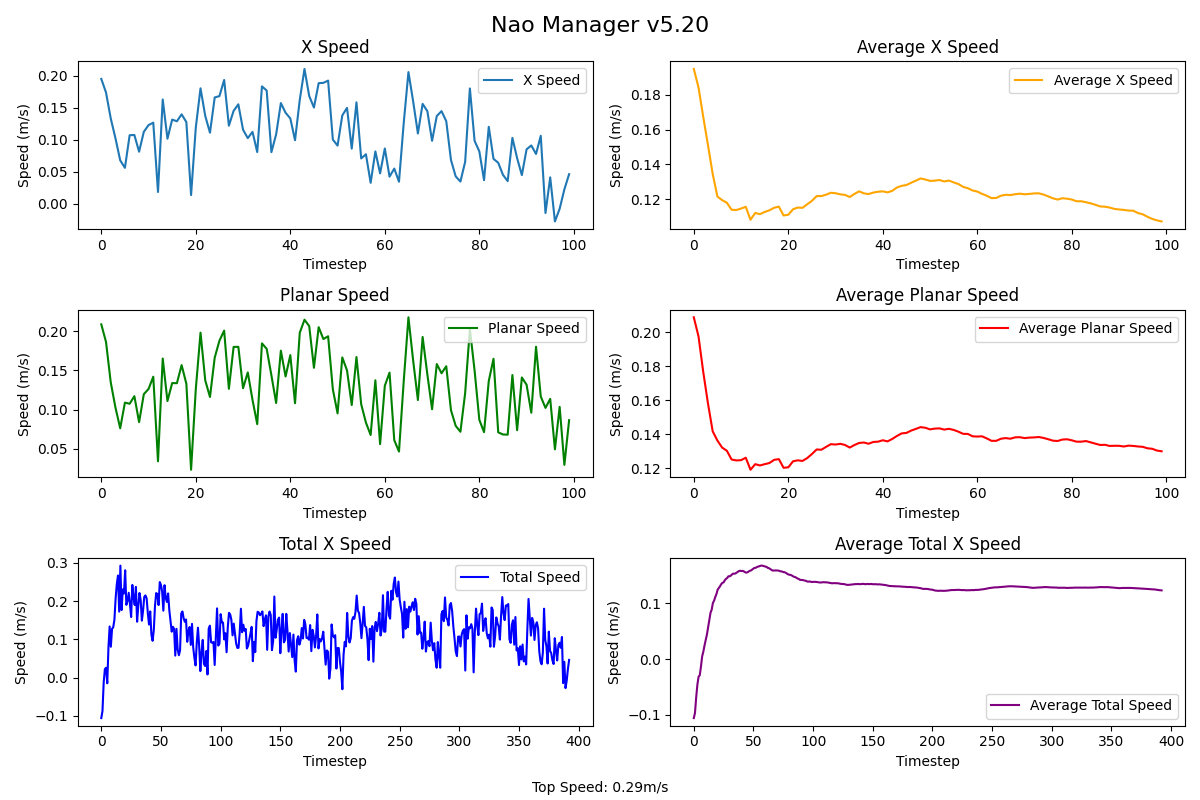 Nao Manager v5.20
X Speed
Speed (m/s)
0.20
0.15
0.10
0.05
0.00
X Speed
0
20
40
60
80
100
Timestep
Average X Speed
Speed (m/s)
0.18
0.16
0.14
0.12
Average X Speed
0
20
40
60
80
100
Timestep
Planar Speed
Speed (m/s)
0.20
0.15
0.10
0.05
Planar Speed
0
20
40
60
80
100
Timestep
Average Planar Speed
Speed (m/s)
0.20
0.18
0.16
0.14
0.12
Average Planar Speed
0
20
40
60
80
100
Timestep
Total X Speed
Speed (m/s)
0.3
0.2
0.1
0.0
−0.1
Total Speed
0
50
100
150
200
250
300
350
400
Timestep
Average Total X Speed
Speed (m/s)
0.1
0.0
−0.1
Average Total Speed
0
50
100
150
200
250
300
350
400
Timestep
Top Speed: 0.29m/s